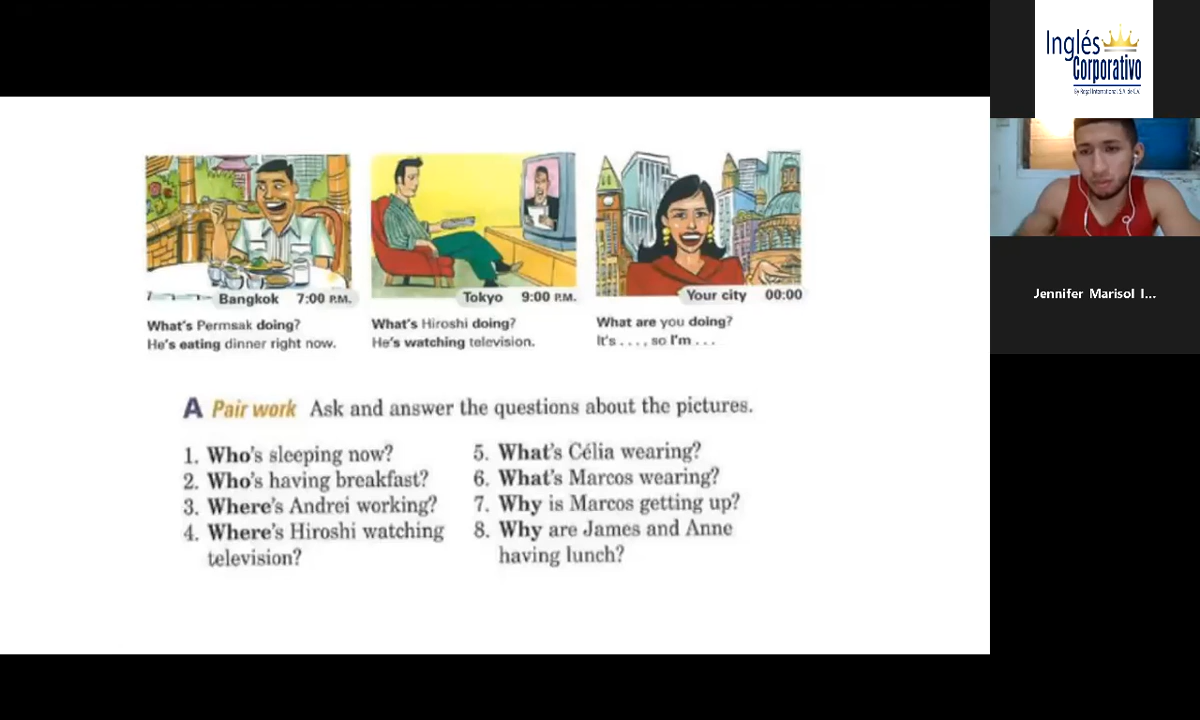 Bangkok 7:00 P.M.
What's Permsak doing?
He's eating dinner right now.
Tokyo 9:00 P.M.
What's Hiroshi doing?
He's watching television.
Your city 00:00
What are you doing?
It's . . . , so I'm . . .
A Pair work Ask and answer the questions about the pictures.
1. Who's sleeping now?
2. Who's having breakfast?
3. Where's Andrei working?
4. Where's Hiroshi watching
television?
5. What's Célia wearing?
6. What's Marcos wearing?
7. Why is Marcos getting up?
8. Why are James and Anne
having lunch?
Inglés
Corporativo
By Regal International, S.A. de C.V.
Jennifer Marisol I...